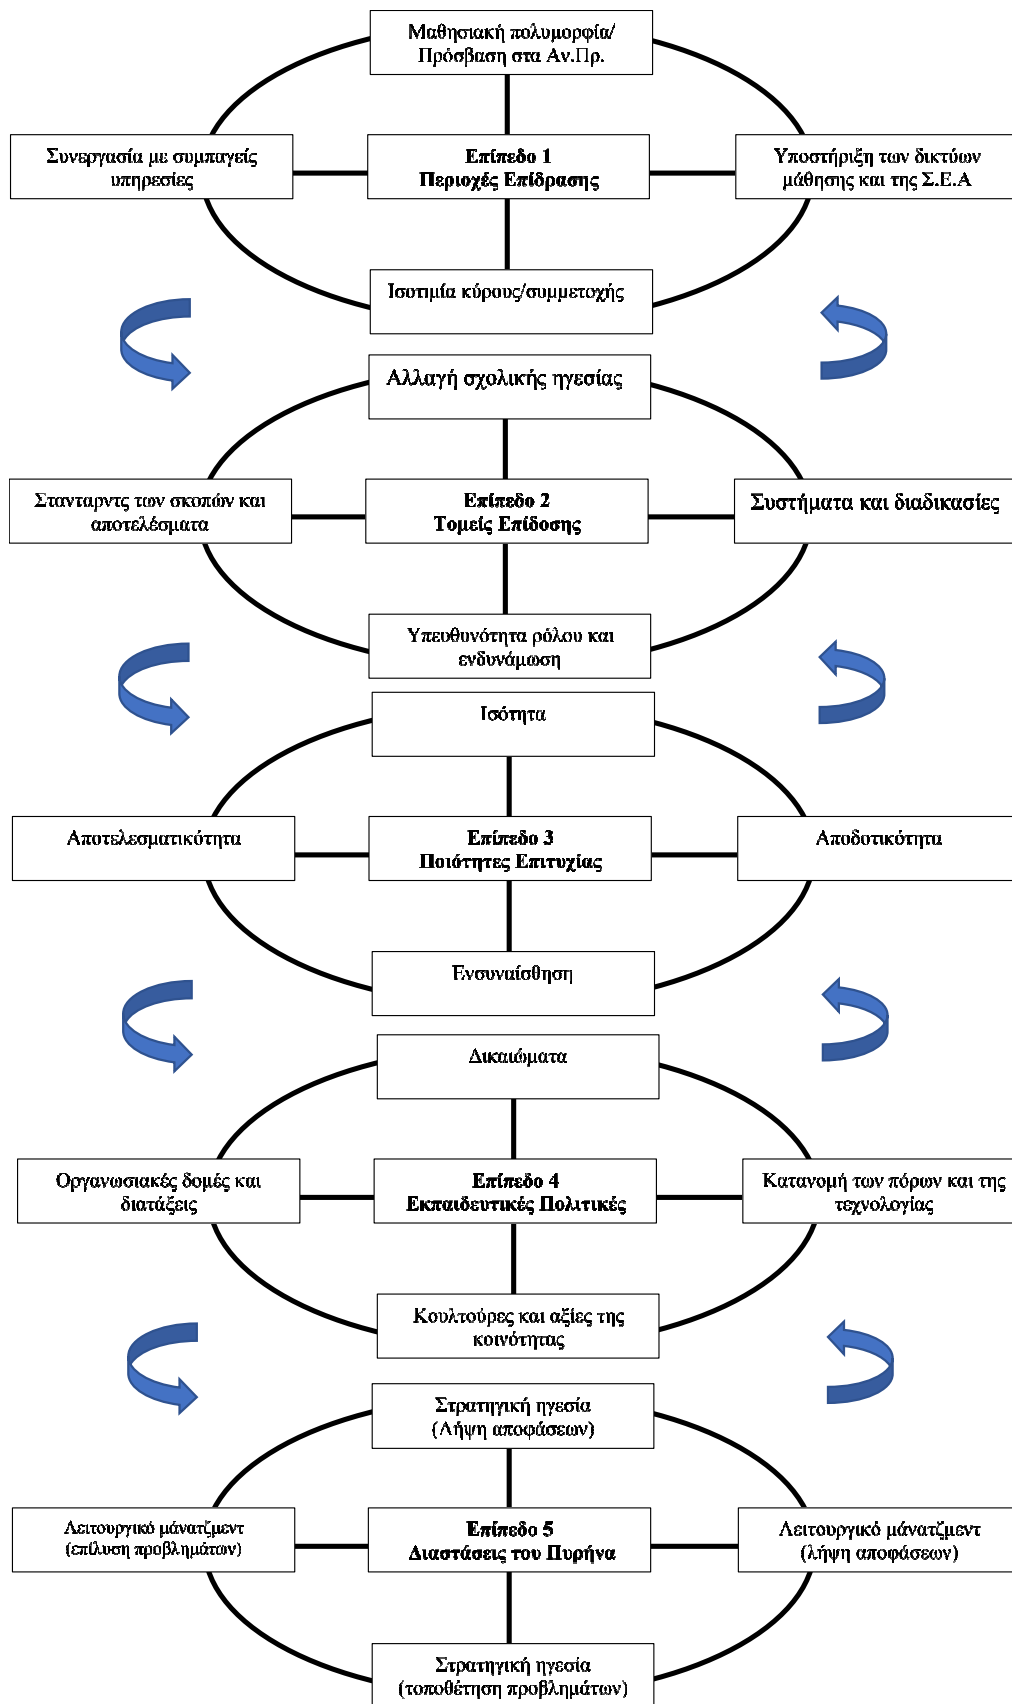 Μαθησιακή πολυμορφία/
Πρόσβαση στα Αν.Πρ.
Συνεργασία με συμπαγείς
υπηρεσίες
Επίπεδο 1
Περιοχές Επίδρασης
Υποστήριξη των δικτύων
μάθησης και της Σ.Ε.Α
Ισοτιμία κύρους/συμμετοχής
Αλλαγή σχολικής ηγεσίας
Στανταρντς των σκοπών και
αποτελέσματα
Επίπεδο 2
Τομείς Επίδοσης
Συστήματα και διαδικασίες
Υπευθυνότητα ρόλου και
ενδυνάμωση
Ισότητα
Αποτελεσματικότητα
Επίπεδο 3
Ποιότητες Επιτυχίας
Αποδοτικότητα
Ενσυναίσθηση
Δικαιώματα
Οργανωσιακές δομές και
διατάξεις
Επίπεδο 4
Εκπαιδευτικές Πολιτικές
Κατανομή των πόρων και της
τεχνολογίας
Κουλτούρες και αξίες της
κοινότητας
Στρατηγική ηγεσία
(Λήψη αποφάσεων)
Λειτουργικό μάνατζμεντ
(επίλυση προβλημάτων)
Επίπεδο 5
Διαστάσεις του Πυρήνα
Λειτουργικό μάνατζμεντ
(λήψη αποφάσεων)
Στρατηγική ηγεσία
(τοποθέτηση προβλημάτων)